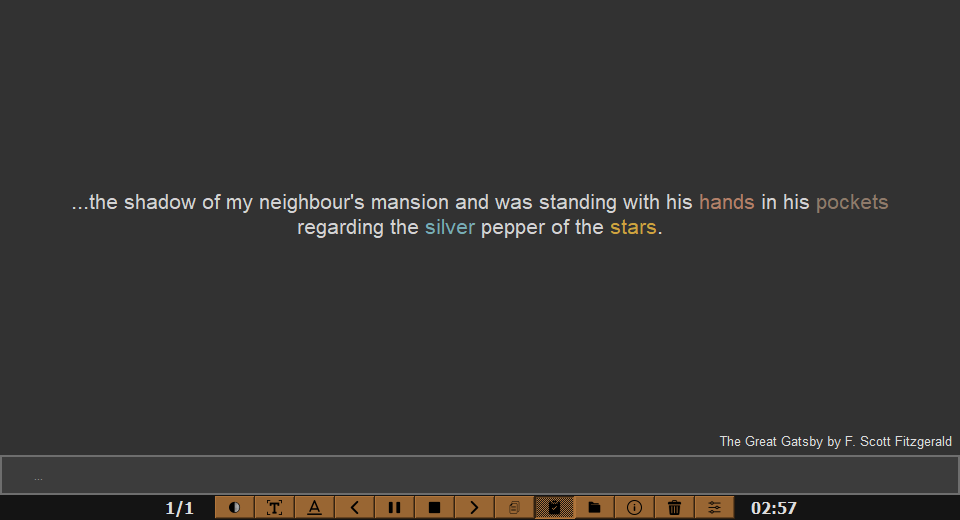 ...the shadow of my neighbour's mansion and was standing with his hands in his pockets
regarding the silver pepper of the stars.
The Great Gatsby by F. Scott Fitzgerald
...
1/1
02:57